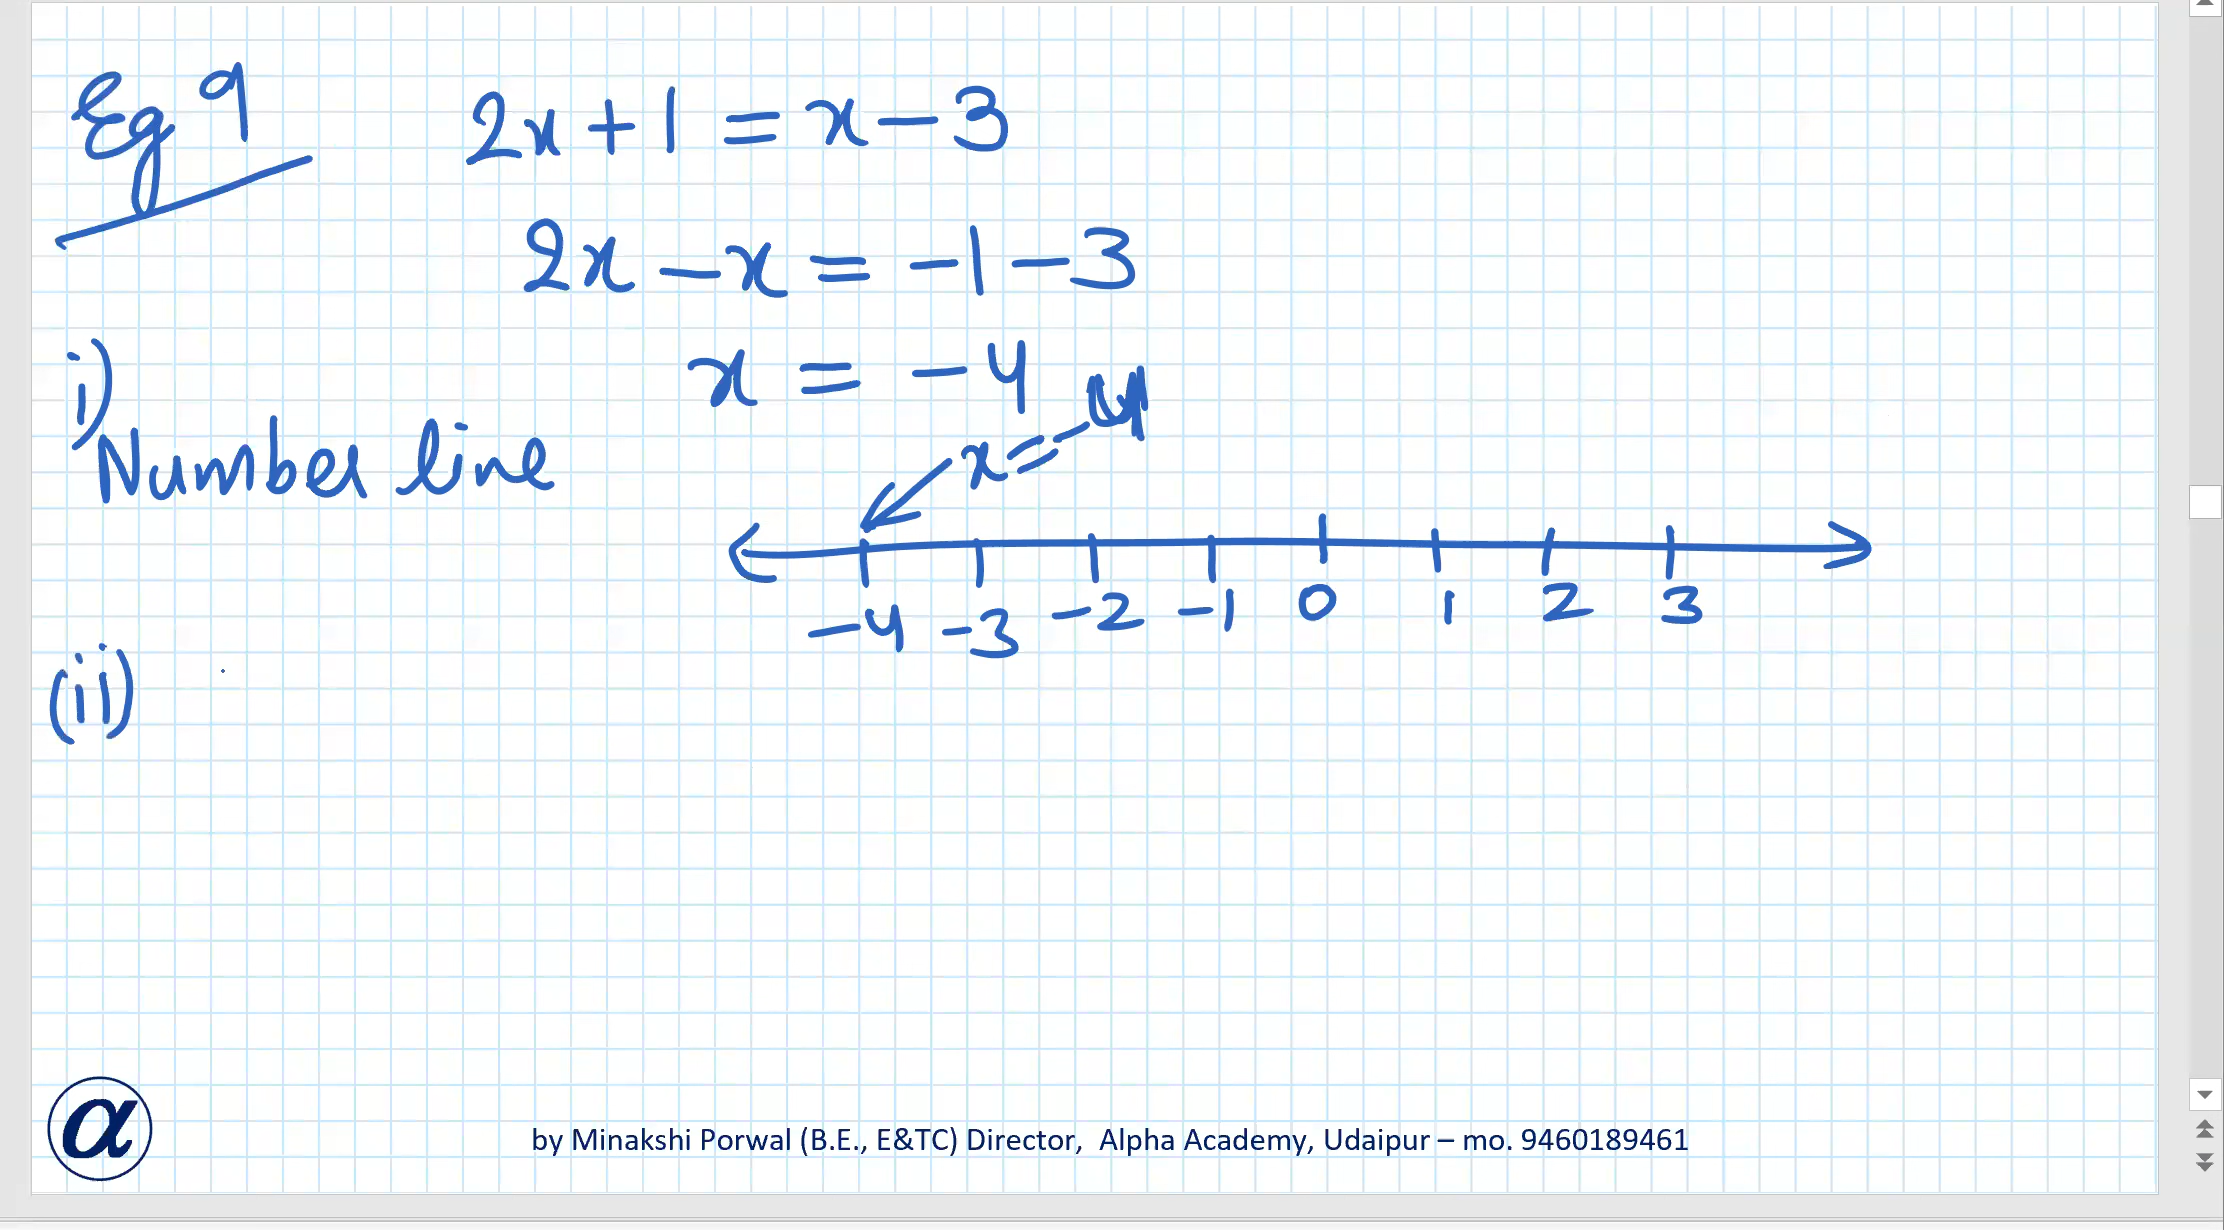 Eg 9
2x + 1 = x - 3
2x - x = -1 - 3
x = -4
i)
Number line
x = -4
-4 -3 -2 -1 0 1 2 3
(ii)
α
by Minakshi Porwal (B.E., E&TC) Director, Alpha Academy, Udaipur – mo. 9460189461